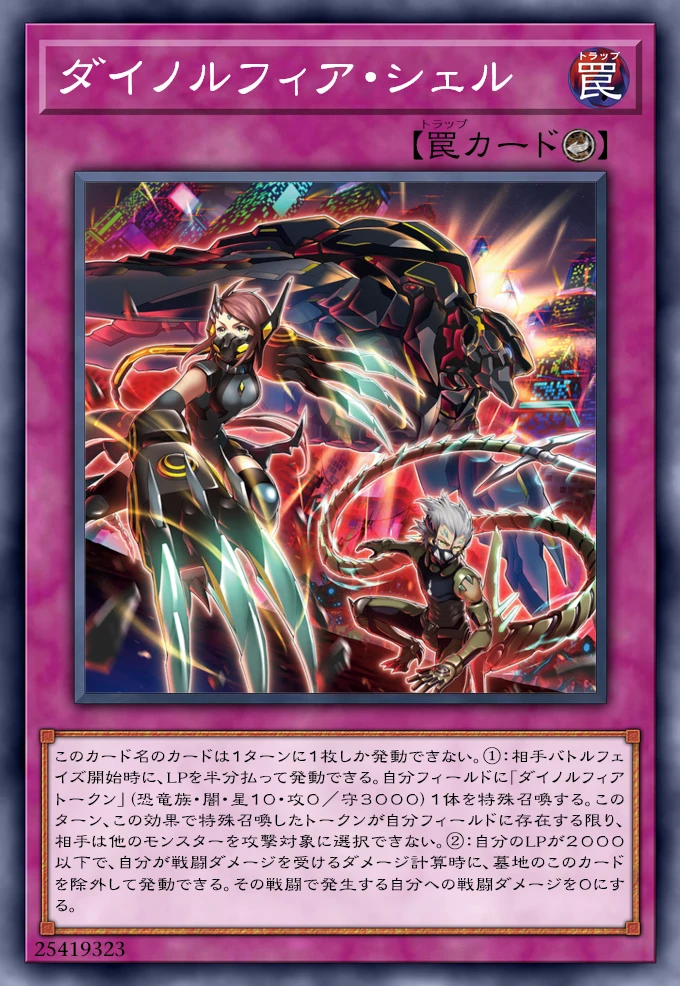 ダイノルフィア・シェル
トラップ
罠
トラップ
【罠カード】
このカード名のカードは１ターンに１枚しか発動できない。①：相手バトルフェ
イズ開始時に、LPを半分払って発動できる。自分フィールドに「ダイノルフィア
トークン」（恐竜族・闇・星１０・攻０／守３０００）１体を特殊召喚する。この
ターン、この効果で特殊召喚したトークンが自分フィールドに存在する限り、
相手は他のモンスターを攻撃対象に選択できない。②：自分のLPが２０００
以下で、自分が戦闘ダメージを受けるダメージ計算時に、墓地のこのカード
を除外して発動できる。その戦闘で発生する自分への戦闘ダメージを０にす
る。
25419323